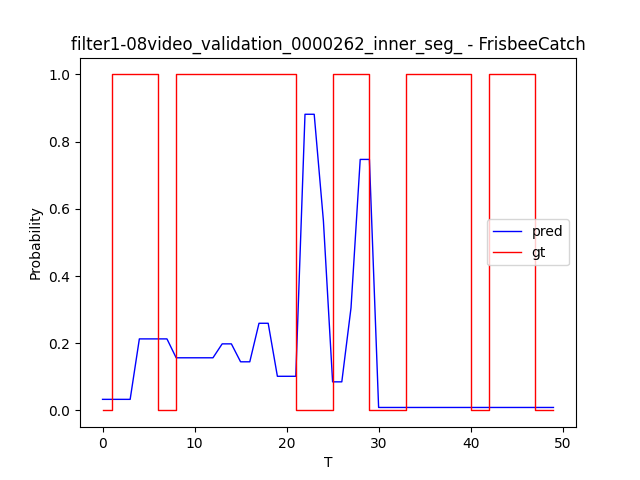 filter1-08video_validation_0000262_inner_seg_ - FrisbeeCatch
1.0
0.8
0.6
0.4
0.2
0.0
Probability
pred
gt
0
10
20
30
40
50
T